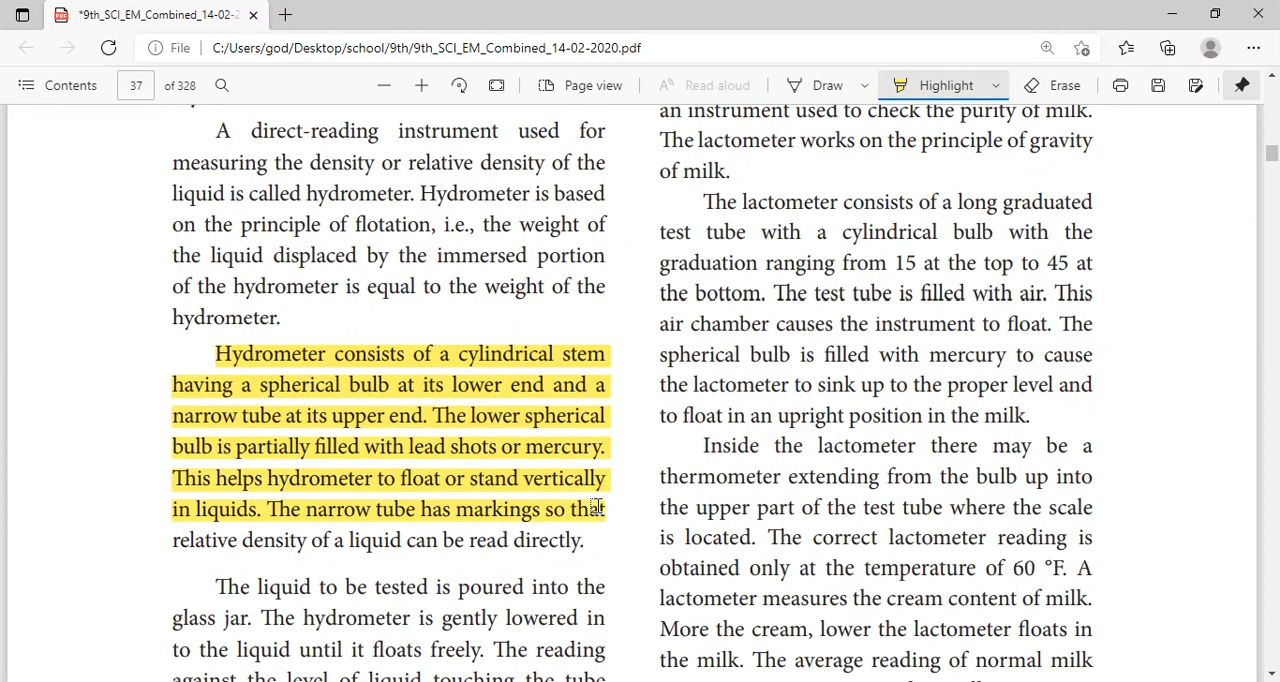 *9th_SCI_EM_Combined_14-02-2
File
C:/Users/god/Desktop/school/9th/9th_SCI_EM_Combined_14-02-2020.pdf
Contents
37
of 328
Page view
Read aloud
Draw
Highlight
Erase
A direct-reading instrument used for
measuring the density or relative density of the
liquid is called hydrometer. Hydrometer is based
on the principle of flotation, i.e., the weight of
the liquid displaced by the immersed portion
of the hydrometer is equal to the weight of the
hydrometer.
Hydrometer consists of a cylindrical stem
having a spherical bulb at its lower end and a
narrow tube at its upper end. The lower spherical
bulb is partially filled with lead shots or mercury.
This helps hydrometer to float or stand vertically
in liquids. The narrow tube has markings so that
relative density of a liquid can be read directly.
The liquid to be tested is poured into the
glass jar. The hydrometer is gently lowered in
to the liquid until it floats freely. The reading
against the level of liquid touching the tube
an instrument used to check the purity of milk.
The lactometer works on the principle of gravity
of milk.
The lactometer consists of a long graduated
test tube with a cylindrical bulb with the
graduation ranging from 15 at the top to 45 at
the bottom. The test tube is filled with air. This
air chamber causes the instrument to float. The
spherical bulb is filled with mercury to cause
the lactometer to sink up to the proper level and
to float in an upright position in the milk.
Inside the lactometer there may be a
thermometer extending from the bulb up into
the upper part of the test tube where the scale
is located. The correct lactometer reading is
obtained only at the temperature of 60 °F. A
lactometer measures the cream content of milk.
More the cream, lower the lactometer floats in
the milk. The average reading of normal milk